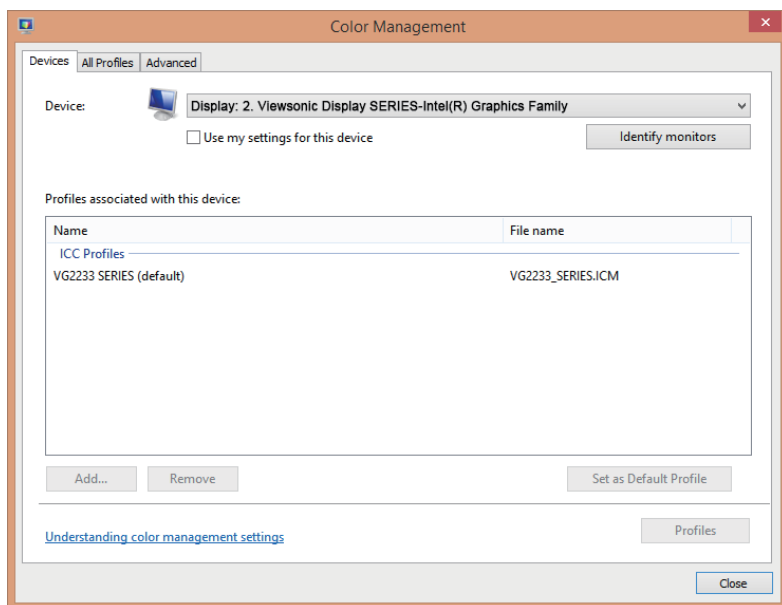 Color Management
Devices All Profiles Advanced
Device: Display: 2. Viewsonic Display SERIES-Intel(R) Graphics Family
Use my settings for this device Identify monitors
Profiles associated with this device:
Name File name
ICC Profiles
VG2233 SERIES (default) VG2233_SERIES.ICM
Add... Remove Set as Default Profile
Understanding color management settings Profiles
Close